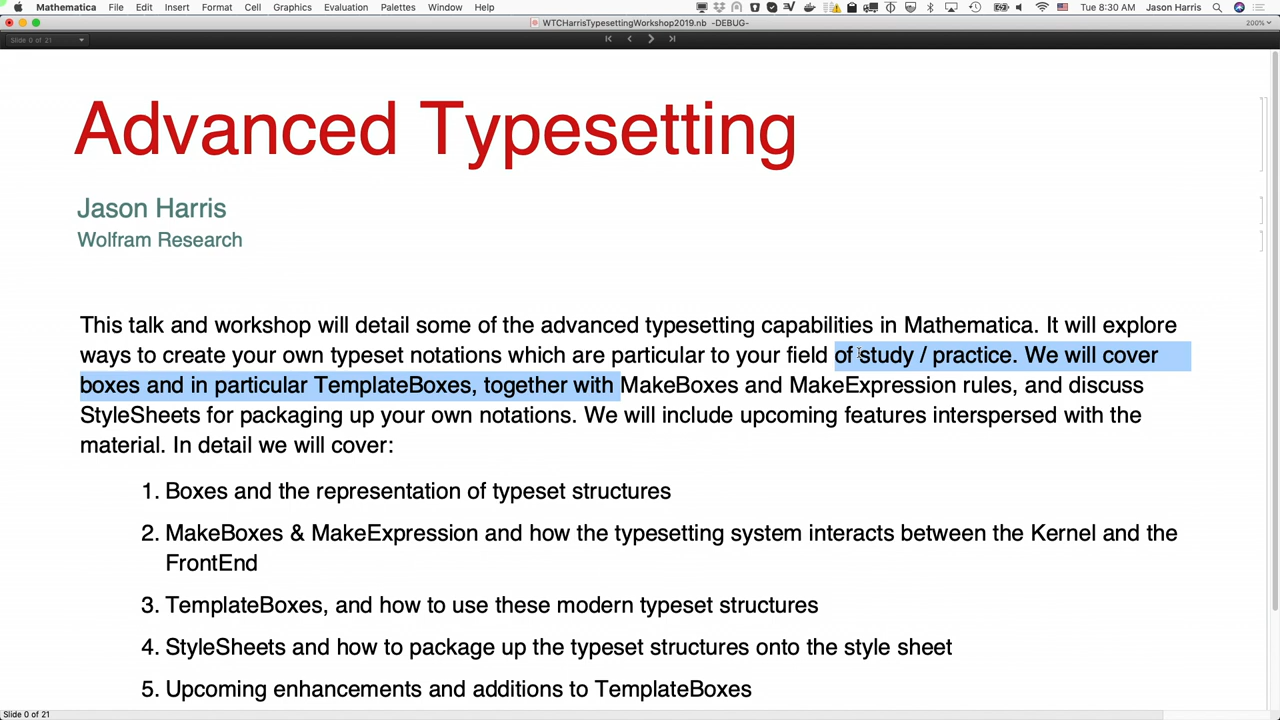 Mathematica File Edit Insert Format Cell Graphics Evaluation Palettes Window Help Tue 8:30 AM Jason Harris
WTCHarrisTypesettingWorkshop2019.nb -DEBUG- 200%
Slide 0 of 21
Advanced Typesetting
Jason Harris
Wolfram Research
This talk and workshop will detail some of the advanced typesetting capabilities in Mathematica. It will explore
ways to create your own typeset notations which are particular to your field of study / practice. We will cover
boxes and in particular TemplateBoxes, together with MakeBoxes and MakeExpression rules, and discuss
StyleSheets for packaging up your own notations. We will include upcoming features interspersed with the
material. In detail we will cover:
1. Boxes and the representation of typeset structures
2. MakeBoxes & MakeExpression and how the typesetting system interacts between the Kernel and the
FrontEnd
3. TemplateBoxes, and how to use these modern typeset structures
4. StyleSheets and how to package up the typeset structures onto the style sheet
5. Upcoming enhancements and additions to TemplateBoxes
Slide 0 of 21